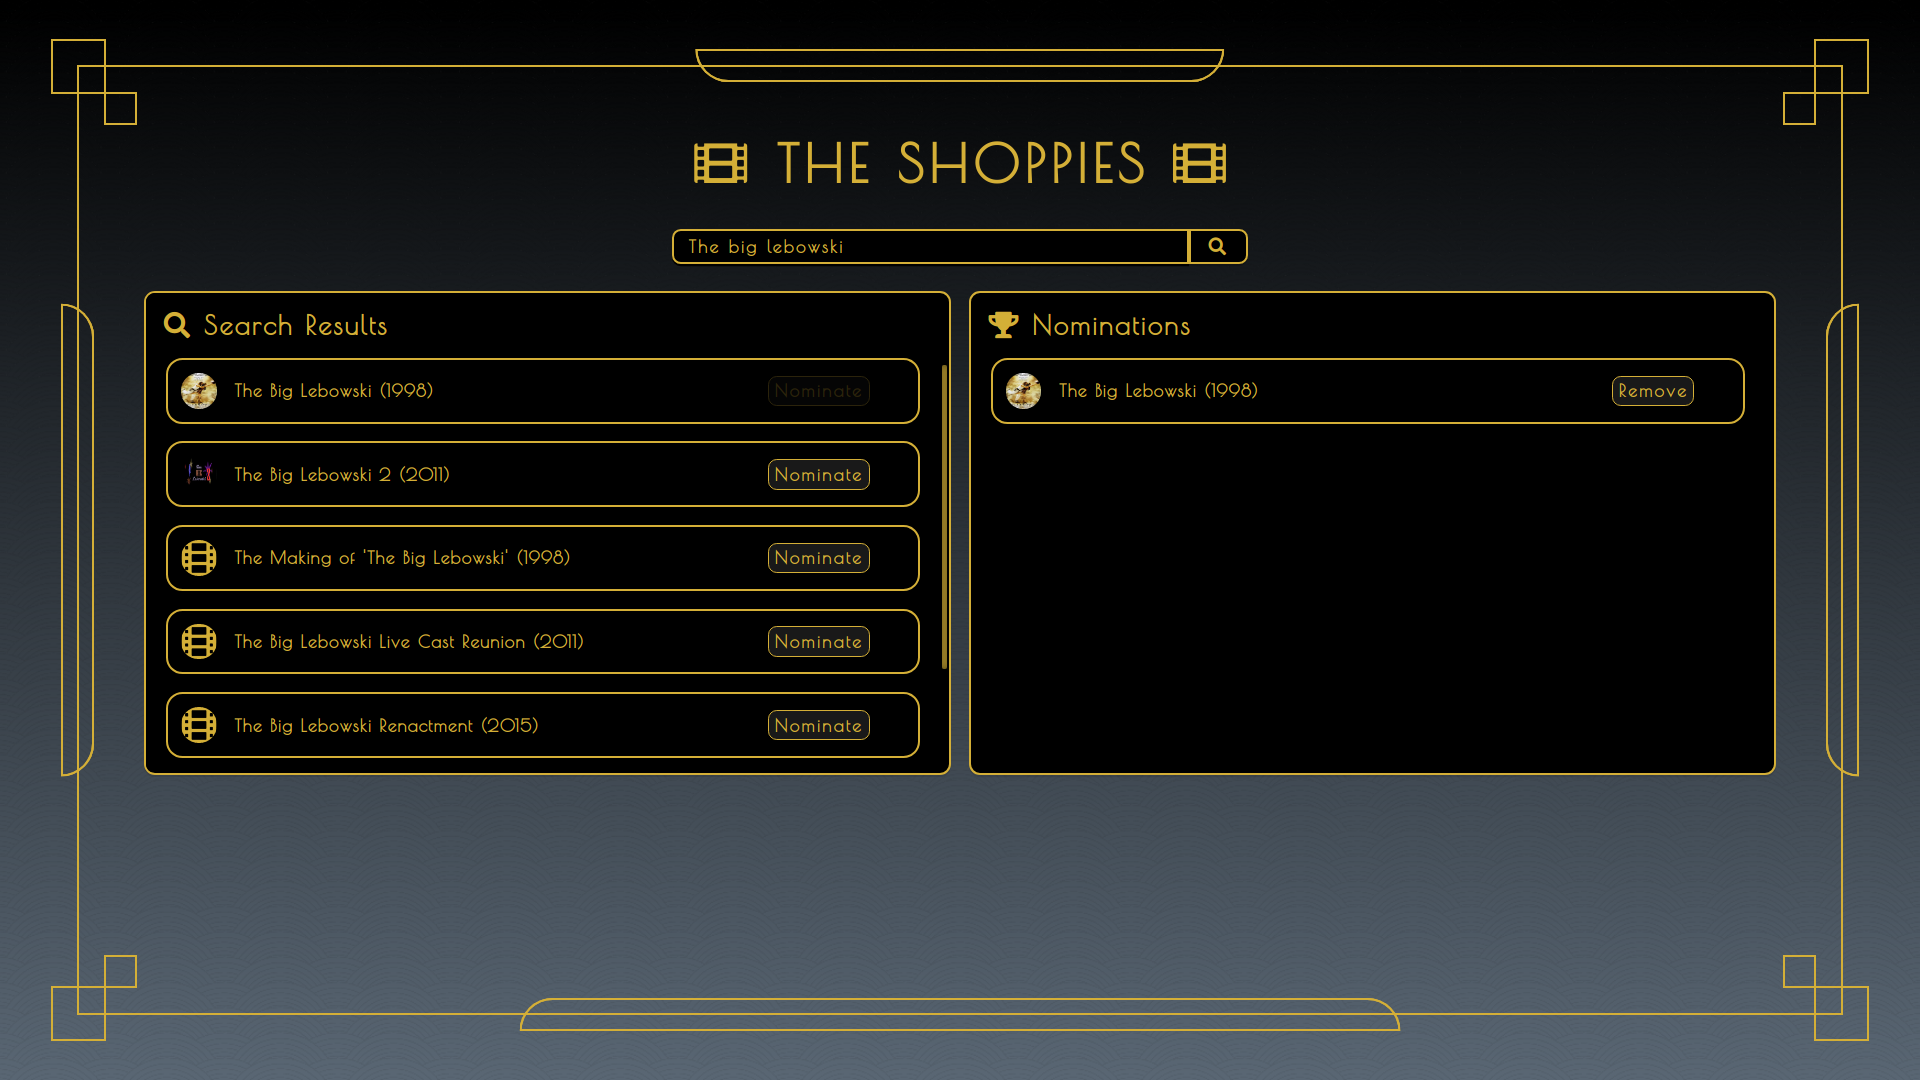 THE SHOPPIES
The big lebowski
Search Results
The Big Lebowski (1998) Nominate
The Big Lebowski 2 (2011) Nominate
The Making of 'The Big Lebowski' (1998) Nominate
The Big Lebowski Live Cast Reunion (2011) Nominate
The Big Lebowski Renactment (2015) Nominate
Nominations
The Big Lebowski (1998) Remove